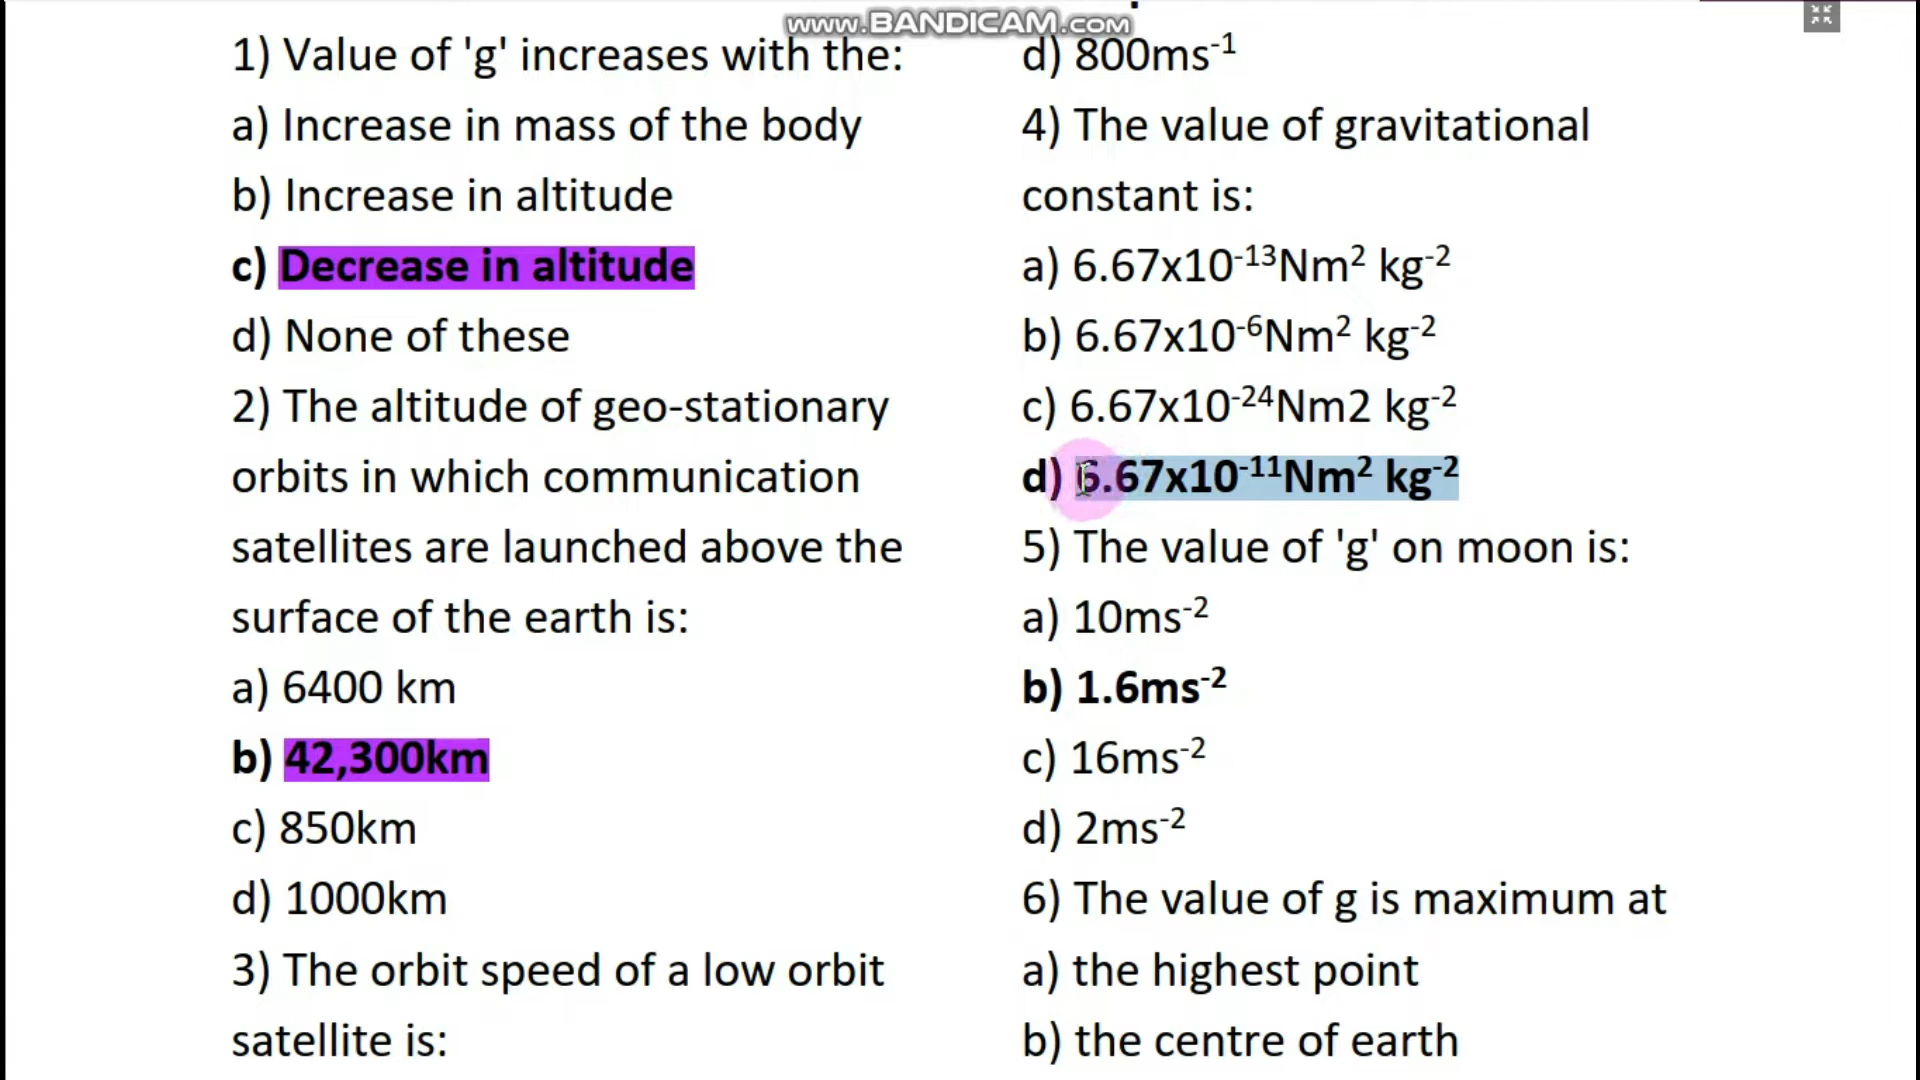 www.BANDICAM.com
1) Value of 'g' increases with the:
a) Increase in mass of the body
b) Increase in altitude
c) Decrease in altitude
d) None of these
2) The altitude of geo-stationary
orbits in which communication
satellites are launched above the
surface of the earth is:
a) 6400 km
b) 42,300km
c) 850km
d) 1000km
3) The orbit speed of a low orbit
satellite is:
d) 800ms⁻¹
4) The value of gravitational
constant is:
a) 6.67x10⁻¹³Nm² kg⁻²
b) 6.67x10⁻⁶Nm² kg⁻²
c) 6.67x10⁻²⁴Nm2 kg⁻²
d) 6.67x10⁻¹¹Nm² kg⁻²
5) The value of 'g' on moon is:
a) 10ms⁻²
b) 1.6ms⁻²
c) 16ms⁻²
d) 2ms⁻²
6) The value of g is maximum at
a) the highest point
b) the centre of earth